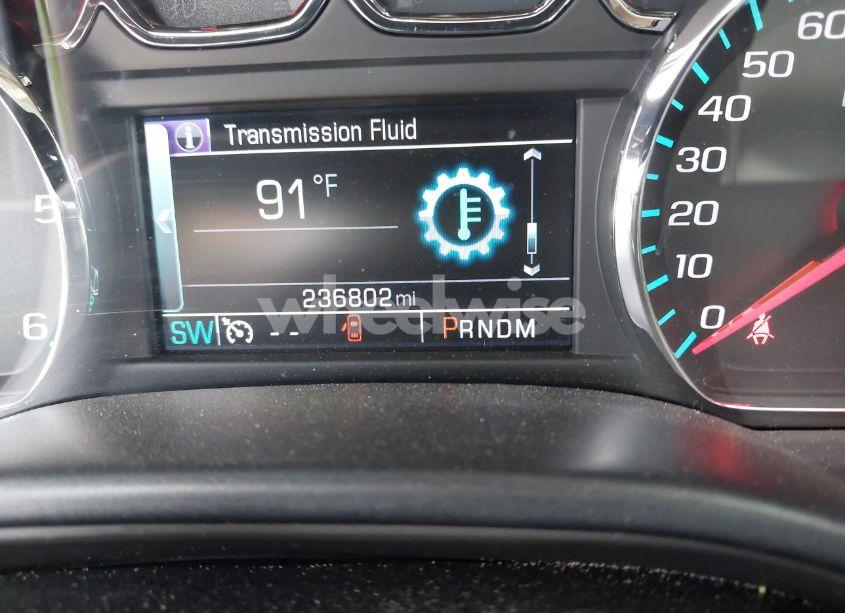 Transmission Fluid
91°F
236802 mi
wheelwise
SW -- PRNDM
5
6
60
50
40
30
20
10
0